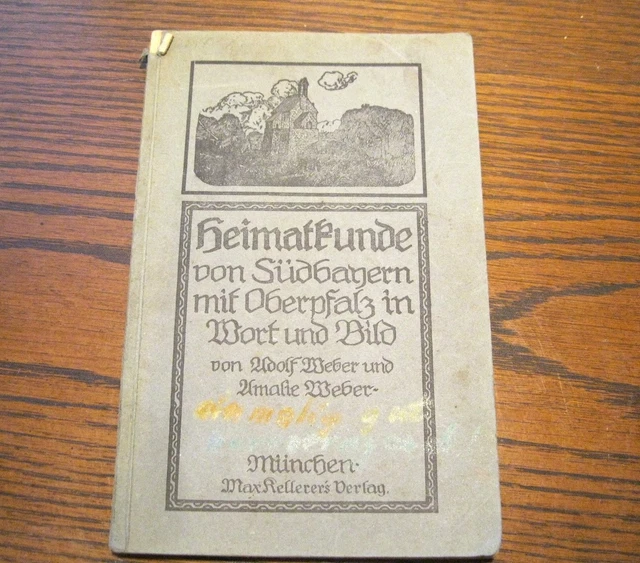 Heimatkunde
von Südbayern
mit Oberpfalz in
Wort und Bild
von Adolf Weber und
Amalie Weber.
München.
Max Kellerer's Verlag.